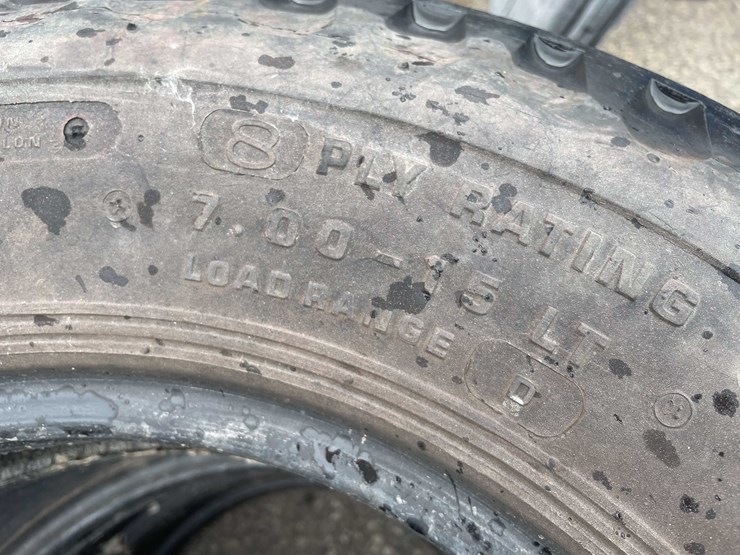 8 PLY RATING
7.00-15 LT
LOAD RANGE D